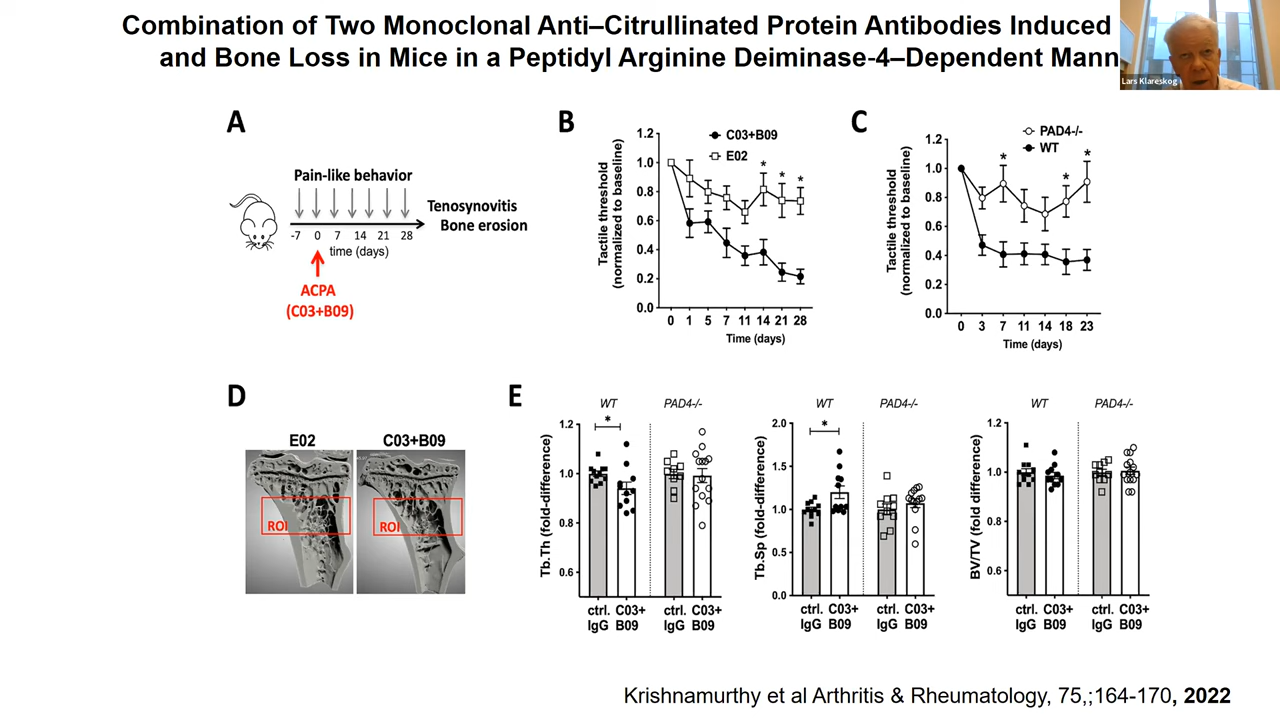 Combination of Two Monoclonal Anti–Citrullinated Protein Antibodies Induced
and Bone Loss in Mice in a Peptidyl Arginine Deiminase-4–Dependent Mann
Lars Klareskog
A
Pain-like behavior
Tenosynovitis
Bone erosion
-7 0 7 14 21 28
time (days)
ACPA
(C03+B09)
B
C03+B09
E02
Tactile threshold
(normalized to baseline)
1.2
1.0
0.8
0.6
0.4
0.2
0.0
* * *
0 1 5 7 11 14 21 28
Time (days)
C
PAD4-/-
WT
Tactile threshold
(normalized to baseline)
1.2
1.0
0.8
0.6
0.4
0.2
0.0
* * *
0 3 7 11 14 18 23
Time (days)
D
E02 C03+B09
ROI ROI
E
WT PAD4-/-
*
Tb.Th (fold-difference)
1.2
1.0
0.8
0.6
ctrl. C03+ ctrl. C03+
IgG B09 IgG B09
WT PAD4-/-
*
Tb.Sp (fold-difference)
2.0
1.5
1.0
0.5
0.0
ctrl. C03+ ctrl. C03+
IgG B09 IgG B09
WT PAD4-/-
BV/TV (fold-difference)
1.2
1.0
0.8
0.6
ctrl. C03+ ctrl. C03+
IgG B09 IgG B09
Krishnamurthy et al Arthritis & Rheumatology, 75,;164-170, 2022